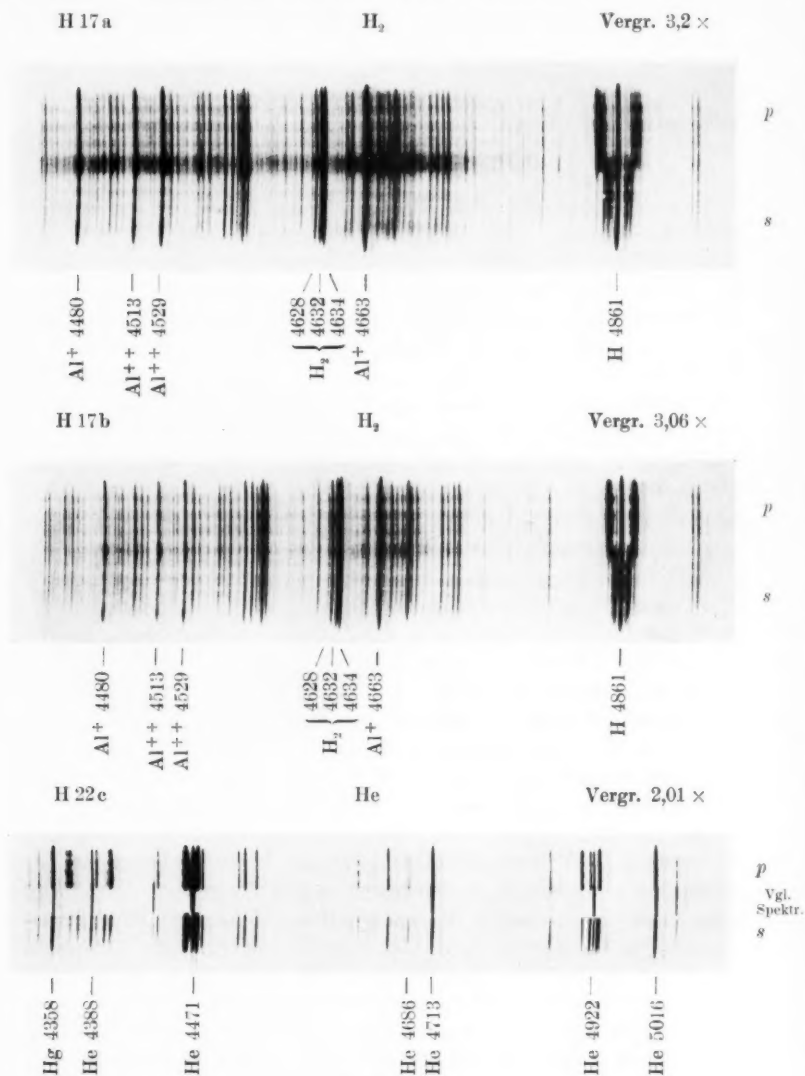 H 17a H₂ Vergr. 3,2 ×
p
s
Al⁺ 4480
Al⁺⁺ 4513
Al⁺⁺ 4529
4628
4632
4634
H₂
Al⁺ 4663
H 4861
H 17b H₂ Vergr. 3,06 ×
p
s
Al⁺ 4480
Al⁺⁺ 4513
Al⁺⁺ 4529
4628
4632
4634
H₂
Al⁺ 4663
H 4861
H 22c He Vergr. 2,01 ×
p
Vgl.
Spektr.
s
Hg 4358
He 4388
He 4471
He 4686
He 4713
He 4922
He 5016